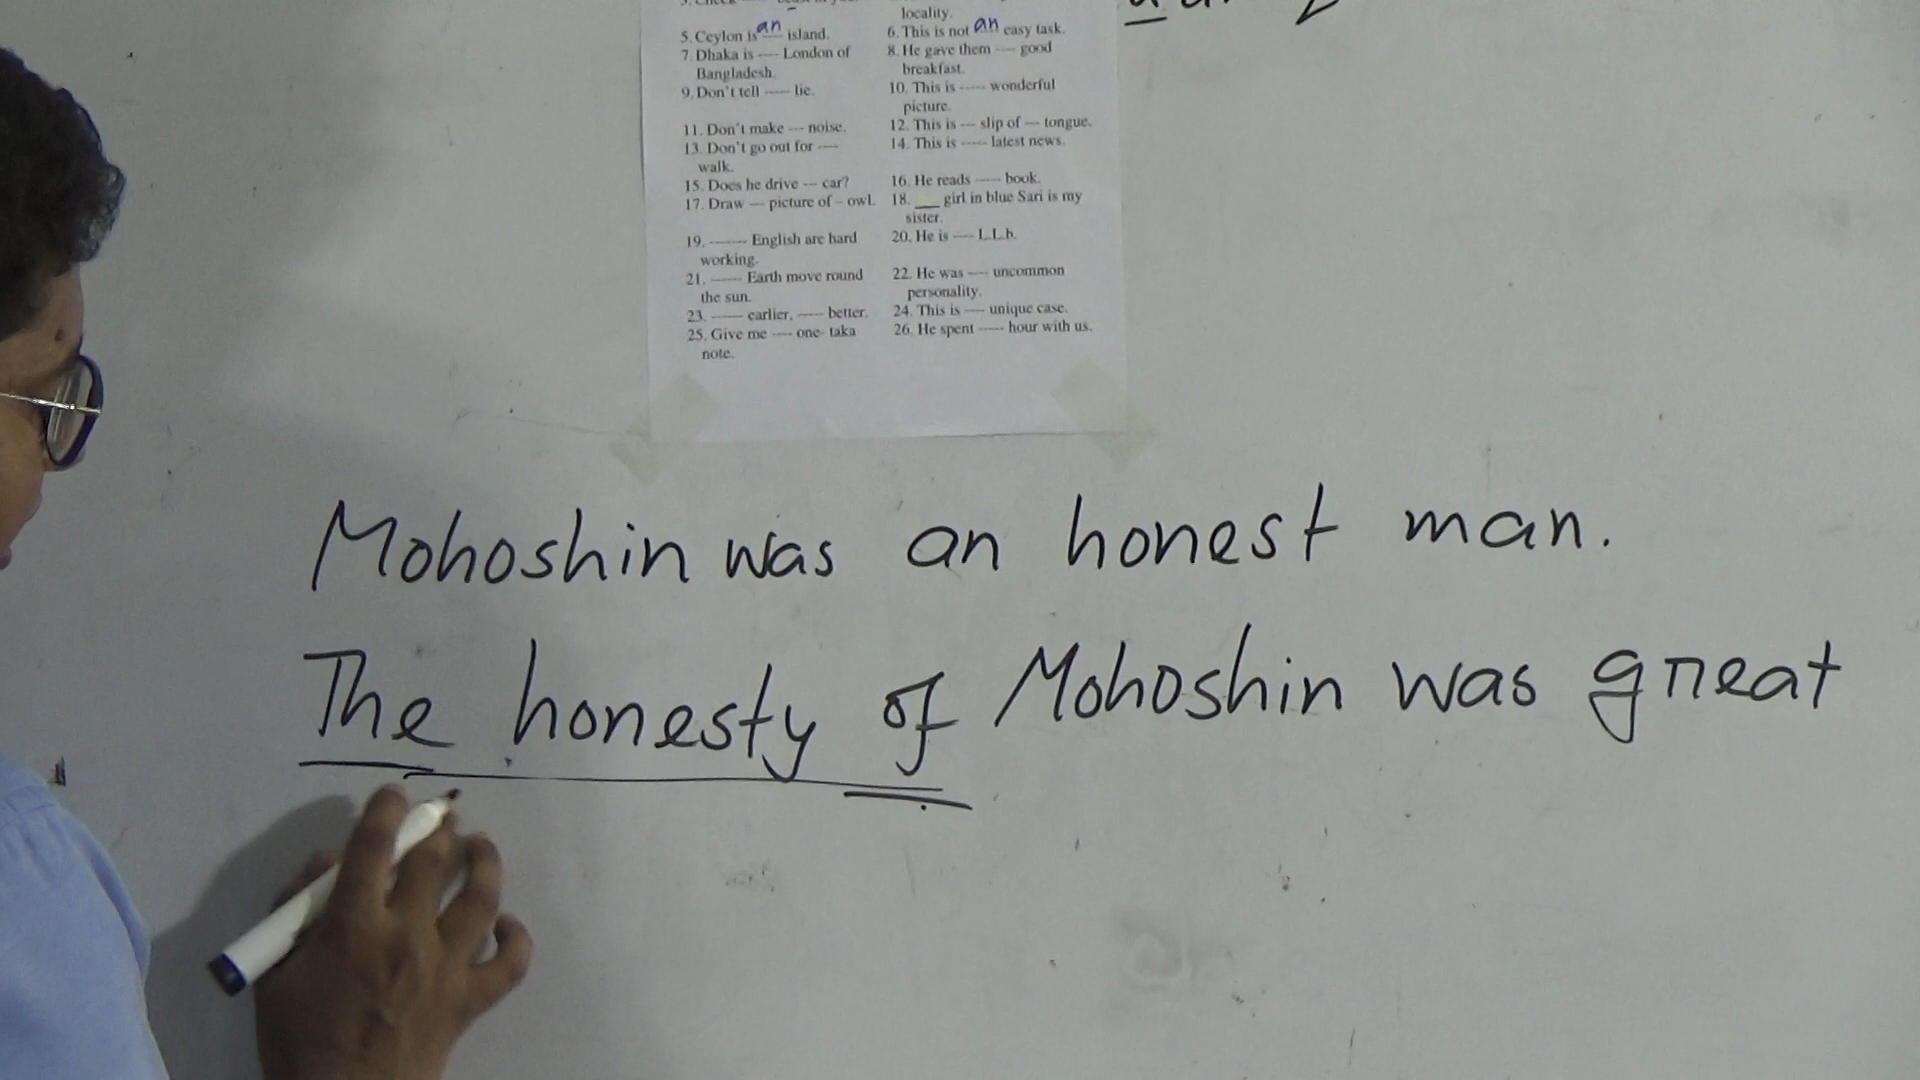 locality.
5. Ceylon is an island. 6. This is not an easy task.
7. Dhaka is ---- London of 8. He gave them ---- good
Bangladesh. breakfast.
9. Don't tell ----- lie. 10. This is ----- wonderful
picture.
11. Don't make --- noise. 12. This is --- slip of --- tongue.
13. Don't go out for ---- 14. This is ----- latest news.
walk.
15. Does he drive --- car? 16. He reads ----- book.
17. Draw --- picture of - owl. 18. ___ girl in blue Sari is my
sister.
19. ------- English are hard 20. He is ---- L.L.b.
working.
21. ------ Earth move round 22. He was ---- uncommon
the sun. personality.
23. ------ earlier, ----- better. 24. This is ---- unique case.
25. Give me ---- one- taka 26. He spent ----- hour with us.
note.
Mohoshin was an honest man.
The honesty of Mohoshin was great